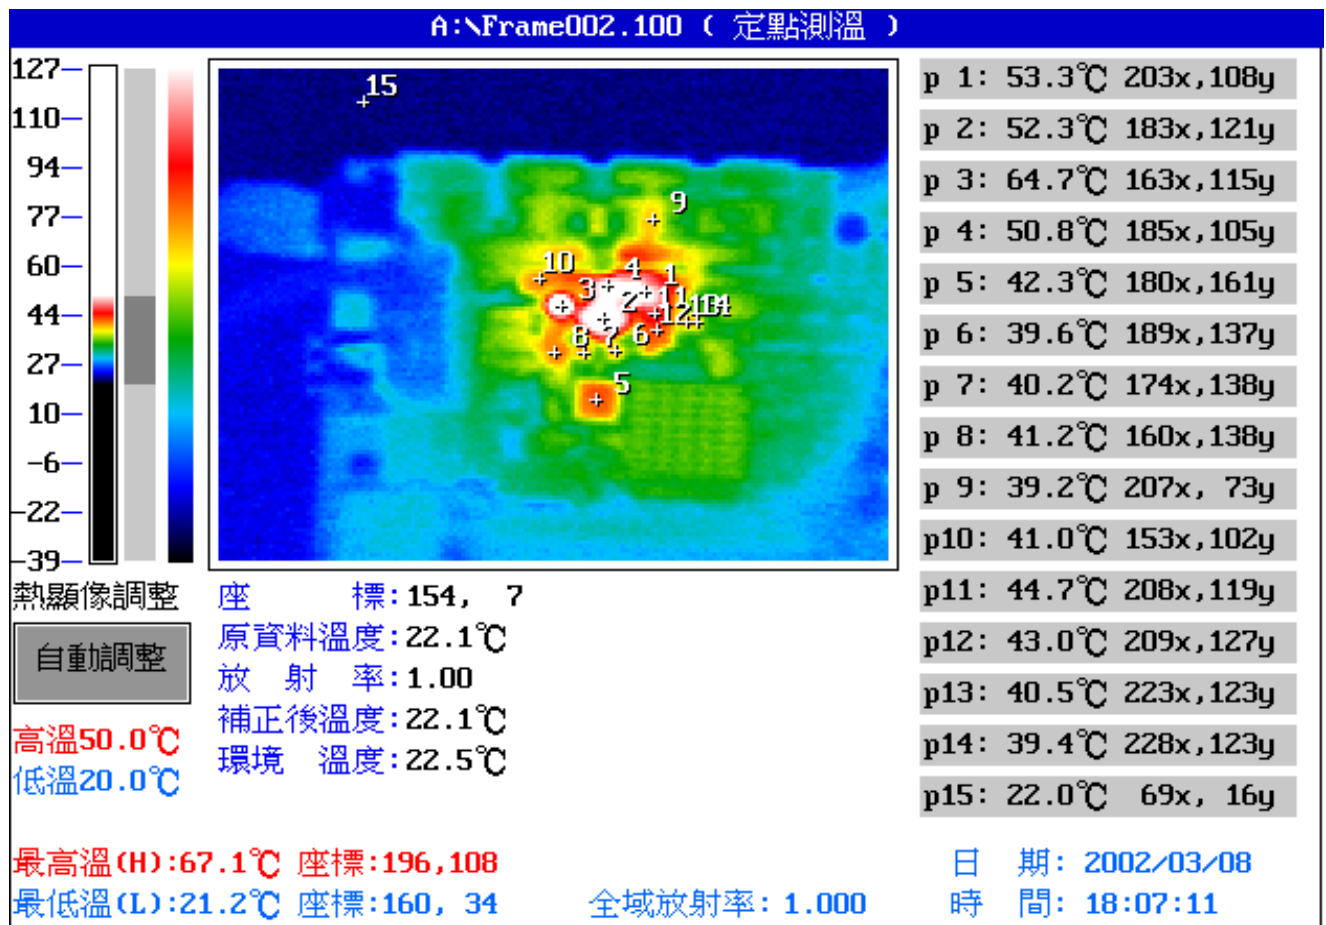 A:\Frame002.100 ( 定點測溫 )
127
110
94
77
60
44
27
10
-6
-22
-39
15
9
10
4
1
3
2
11
12
13
14
8
7
6
5
p 1: 53.3℃ 203x,108y
p 2: 52.3℃ 183x,121y
p 3: 64.7℃ 163x,115y
p 4: 50.8℃ 185x,105y
p 5: 42.3℃ 180x,161y
p 6: 39.6℃ 189x,137y
p 7: 40.2℃ 174x,138y
p 8: 41.2℃ 160x,138y
p 9: 39.2℃ 207x, 73y
p10: 41.0℃ 153x,102y
p11: 44.7℃ 208x,119y
p12: 43.0℃ 209x,127y
p13: 40.5℃ 223x,123y
p14: 39.4℃ 228x,123y
p15: 22.0℃ 69x, 16y
熱顯像調整
自動調整
高溫50.0℃
低溫20.0℃
座 標:154, 7
原資料溫度:22.1℃
放 射 率:1.00
補正後溫度:22.1℃
環境 溫度:22.5℃
最高溫(H):67.1℃ 座標:196,108
最低溫(L):21.2℃ 座標:160, 34
全域放射率: 1.000
日 期: 2002/03/08
時 間: 18:07:11